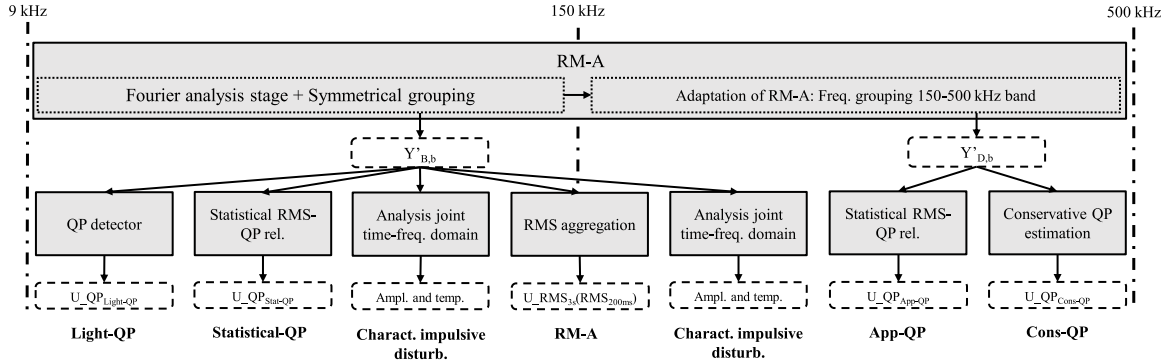 9 kHz 150 kHz 500 kHz
RM-A
Fourier analysis stage + Symmetrical grouping Adaptation of RM-A: Freq. grouping 150-500 kHz band
Y'B,b Y'D,b
QP detector
Statistical RMS-
QP rel.
Analysis joint
time-freq. domain
RMS aggregation
Analysis joint
time-freq. domain
Statistical RMS-
QP rel.
Conservative QP
estimation
U_QPLight-QP
U_QPStat-QP
Ampl. and temp.
U_RMS3s(RMS200ms)
Ampl. and temp.
U_QPApp-QP
U_QPCons-QP
Light-QP
Statistical-QP
Charact. impulsive
disturb.
RM-A
Charact. impulsive
disturb.
App-QP
Cons-QP